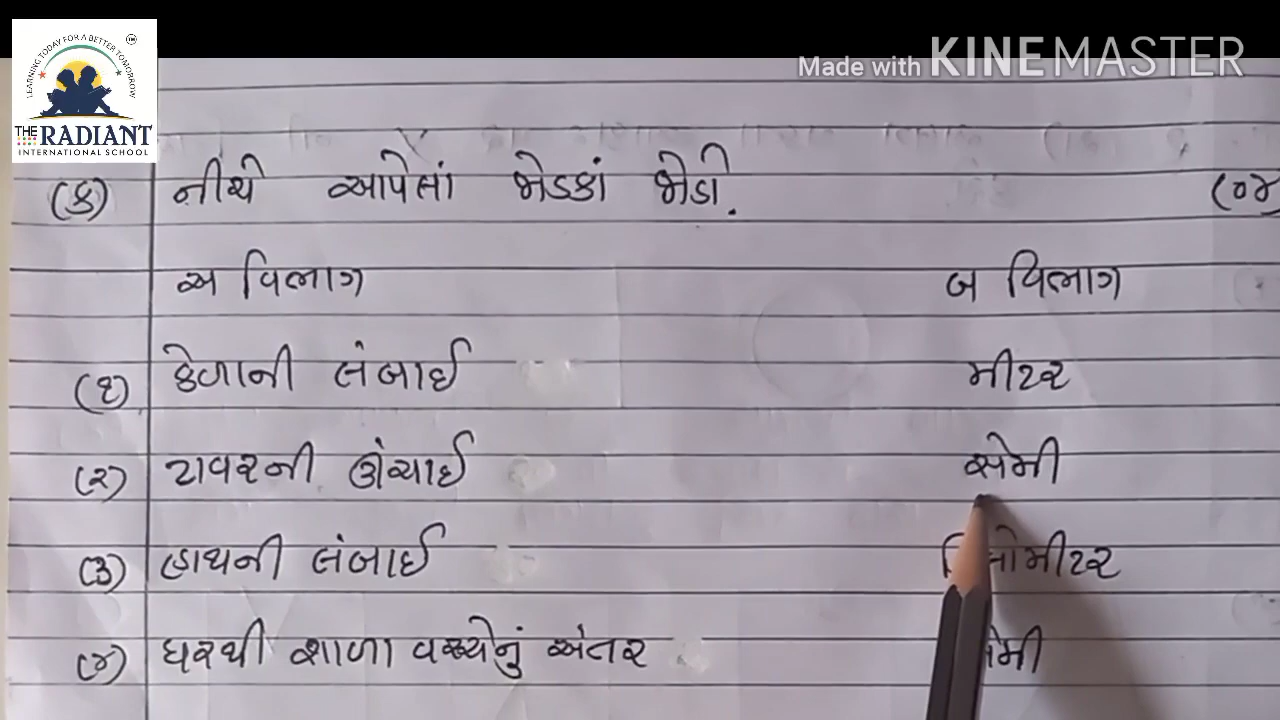 LEARNING TODAY FOR A BETTER TOMORROW
THE RADIANT
INTERNATIONAL SCHOOL
Made with KINEMASTER
(ક) નીચે આપેલાં જોડકાં જોડો. (૦૪
અ વિભાગ બ વિભાગ
(૧) કેળાની લંબાઈ મીટર
(૨) ટાવરની ઊંચાઈ સેમી
(૩) હાથની લંબાઈ
(૪) ઘરથી શાળા વચ્ચેનું અંતર